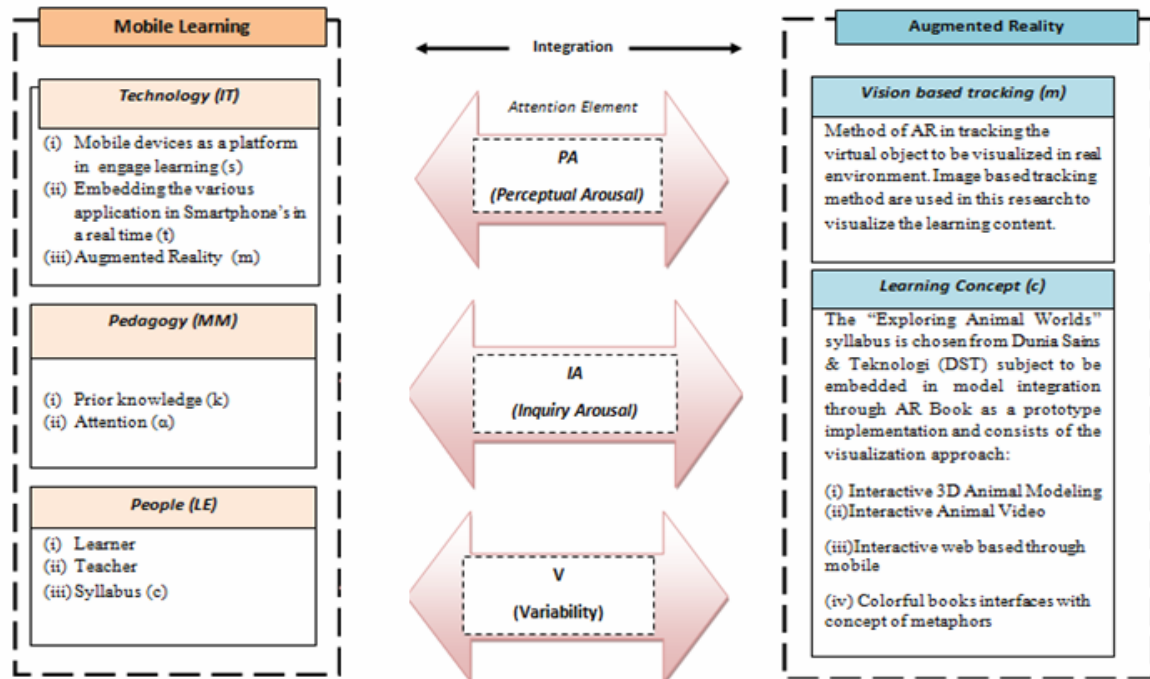 Mobile Learning
Technology (IT)
(i) Mobile devices as a platform
in engage learning (s)
(ii) Embedding the various
application in Smartphone's in
a real time (t)
(iii) Augmented Reality (m)
Pedagogy (MM)
(i) Prior knowledge (k)
(ii) Attention (α)
People (LE)
(i) Learner
(ii) Teacher
(iii) Syllabus (c)
Integration
Attention Element
PA
(Perceptual Arousal)
IA
(Inquiry Arousal)
V
(Variability)
Augmented Reality
Vision based tracking (m)
Method of AR in tracking the
virtual object to be visualized in real
environment. Image based tracking
method are used in this research to
visualize the learning content.
Learning Concept (c)
The "Exploring Animal Worlds"
syllabus is chosen from Dunia Sains
& Teknologi (DST) subject to be
embedded in model integration
through AR Book as a prototype
implementation and consists of the
visualization approach:
(i) Interactive 3D Animal Modeling
(ii)Interactive Animal Video
(iii)Interactive web based through
mobile
(iv) Colorful books interfaces with
concept of metaphors